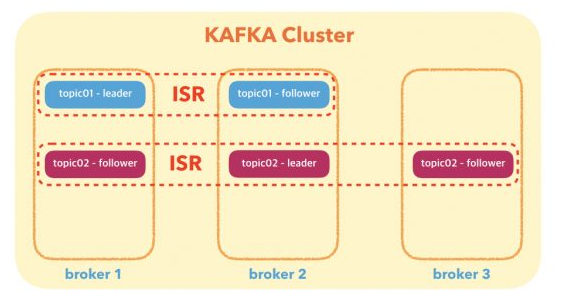 KAFKA Cluster
topic01 - leader
ISR
topic01 - follower
topic02 - follower
ISR
topic02 - leader
topic02 - follower
broker 1
broker 2
broker 3